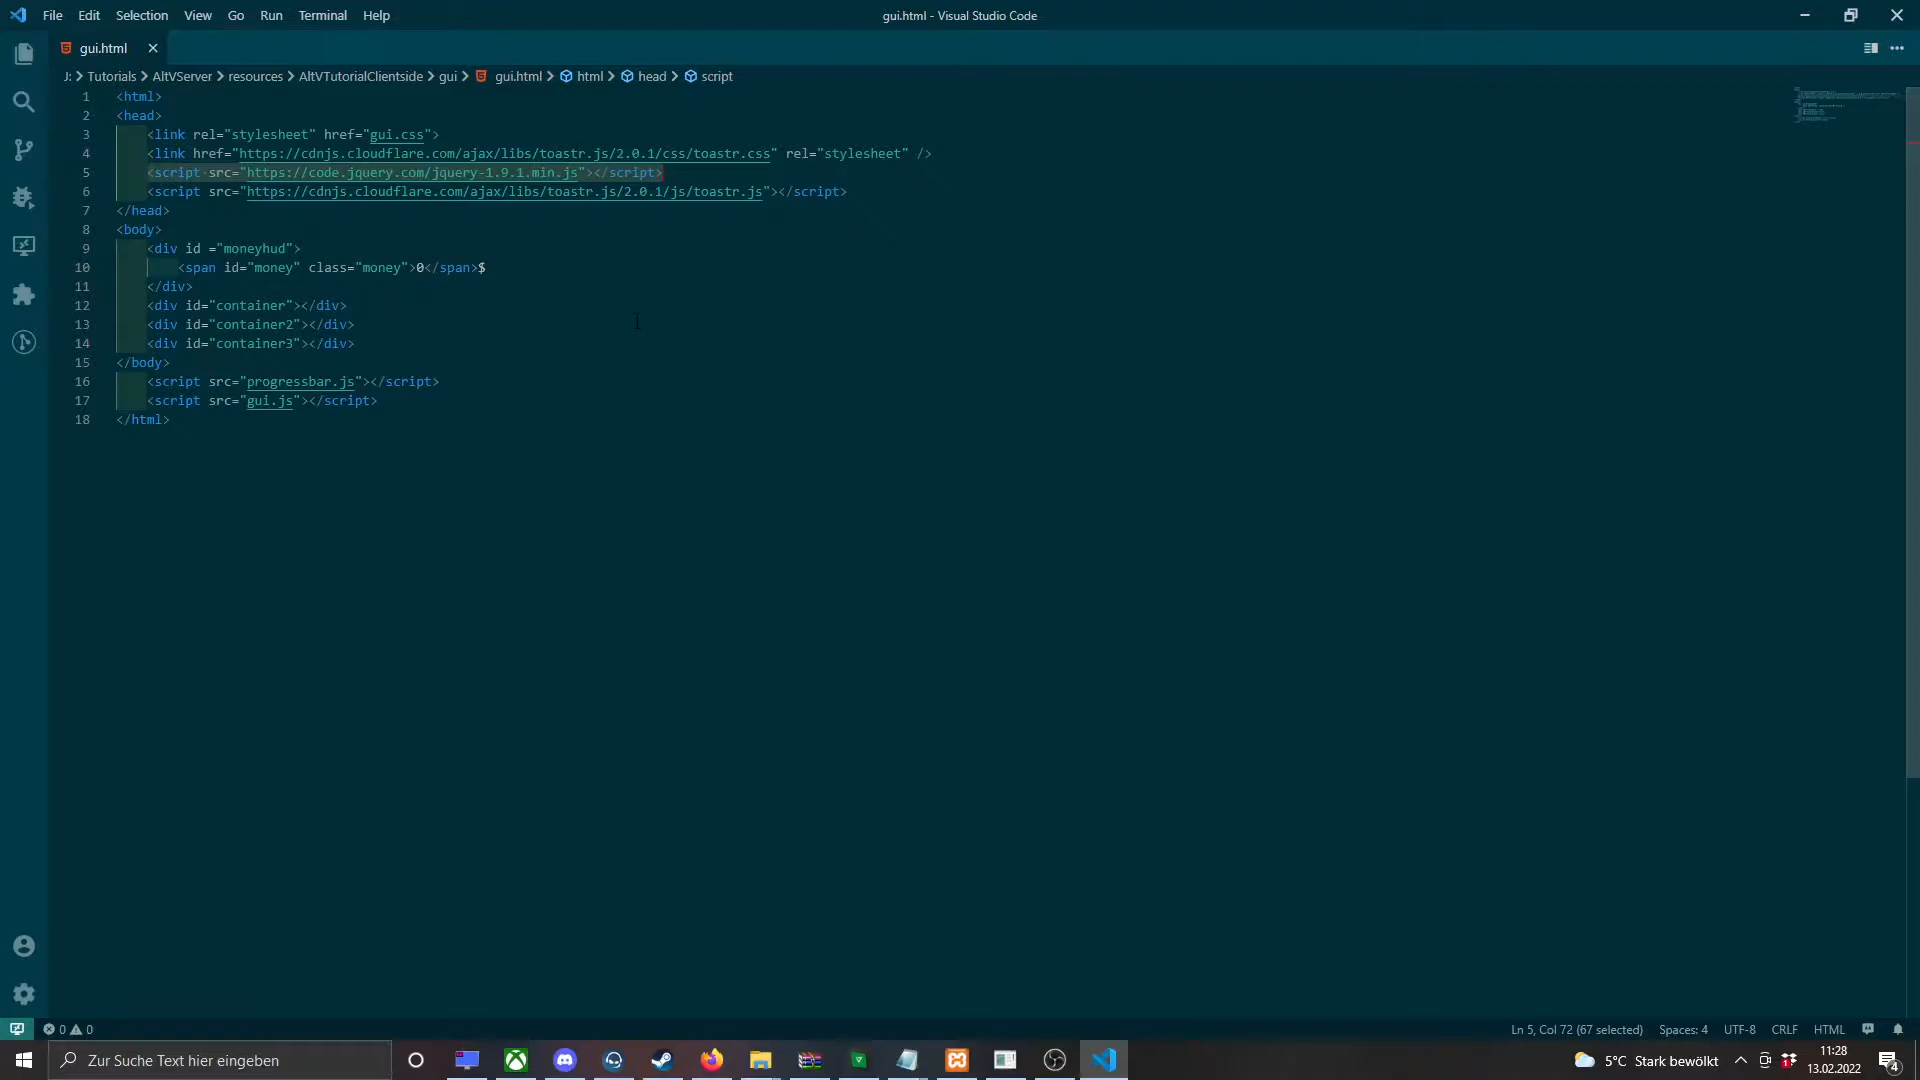 File Edit Selection View Go Run Terminal Help
gui.html - Visual Studio Code
gui.html
J: > Tutorials > AltVServer > resources > AltVTutorialClientside > gui > gui.html > html > head > script
1 <html>
2 <head>
3 <link rel="stylesheet" href="gui.css">
4 <link href="https://cdnjs.cloudflare.com/ajax/libs/toastr.js/2.0.1/css/toastr.css" rel="stylesheet" />
5 <script src="https://code.jquery.com/jquery-1.9.1.min.js"></script>
6 <script src="https://cdnjs.cloudflare.com/ajax/libs/toastr.js/2.0.1/js/toastr.js"></script>
7 </head>
8 <body>
9 <div id ="moneyhud">
10 <span id="money" class="money">0</span>$
11 </div>
12 <div id="container"></div>
13 <div id="container2"></div>
14 <div id="container3"></div>
15 </body>
16 <script src="progressbar.js"></script>
17 <script src="gui.js"></script>
18 </html>
0 0
Ln 5, Col 72 (67 selected) Spaces: 4 UTF-8 CRLF HTML
Zur Suche Text hier eingeben
5°C Stark bewölkt
11:28
13.02.2022
4